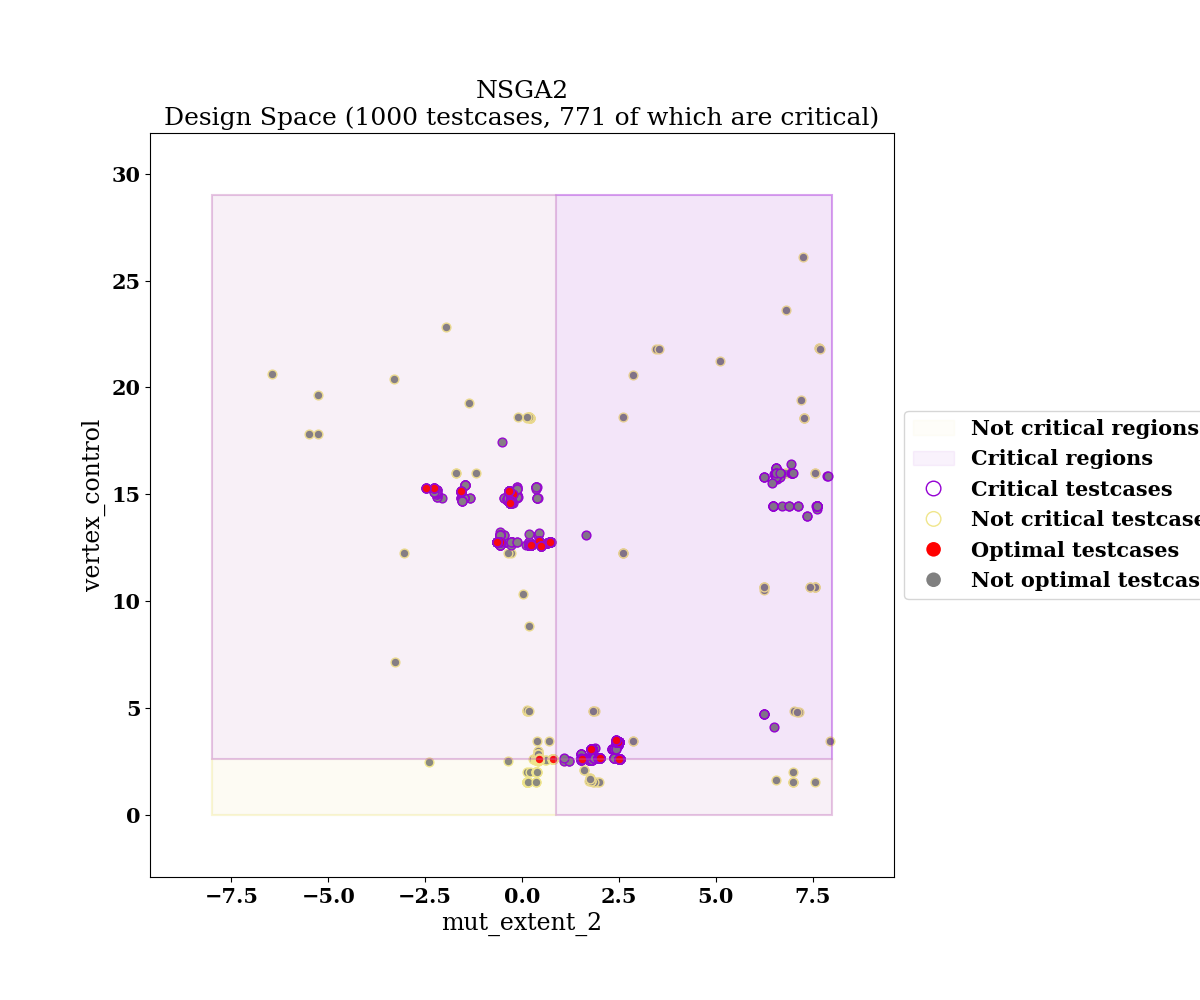 NSGA2
Design Space (1000 testcases, 771 of which are critical)
30
25
20
15
10
5
0
vertex_control
−7.5
−5.0
−2.5
0.0
2.5
5.0
7.5
mut_extent_2
Not critical regions
Critical regions
Critical testcases
Not critical testcase
Optimal testcases
Not optimal testcas